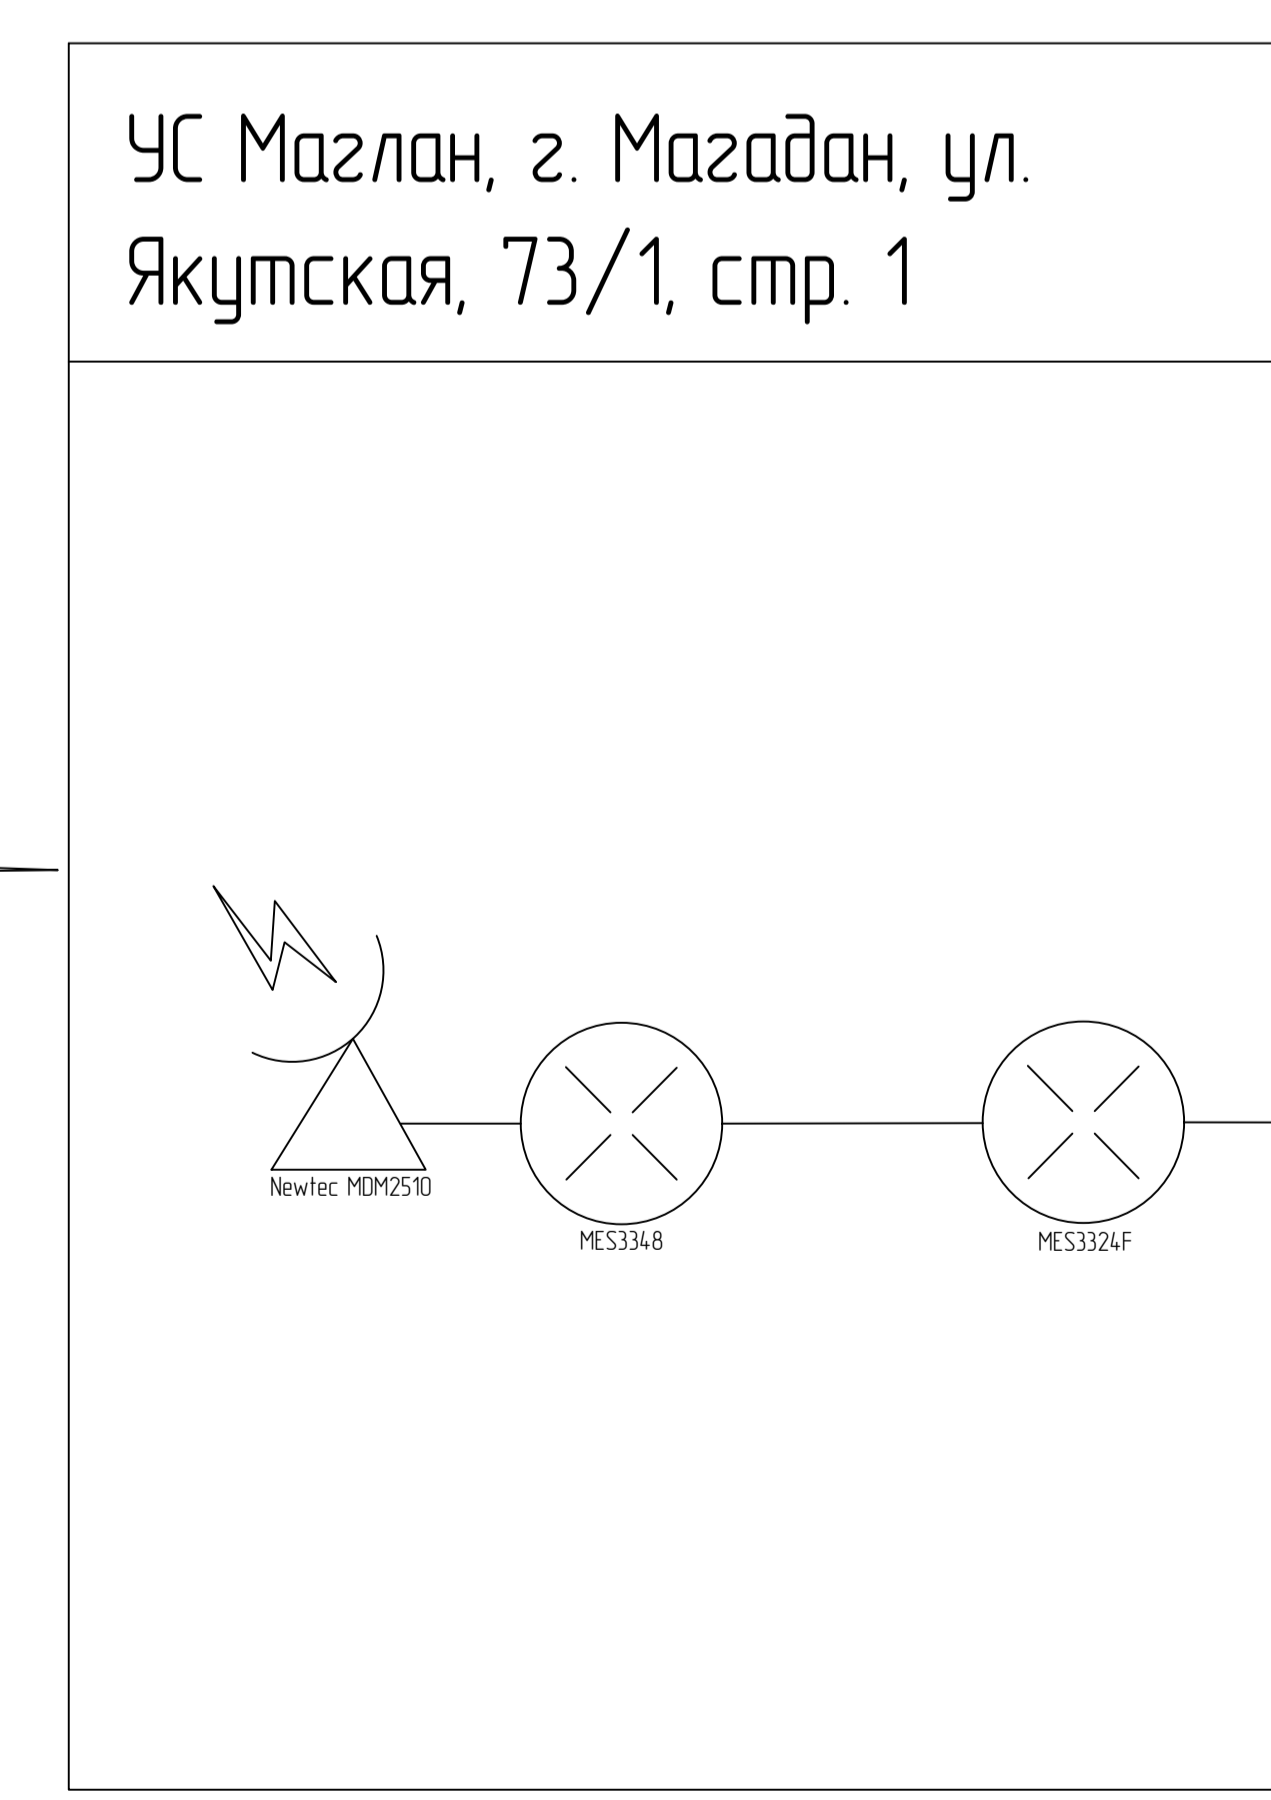 УС Маглан, г. Магадан, ул.
Якутская, 73/1, стр. 1
Newtec MDM2510
MES3348
MES3324F